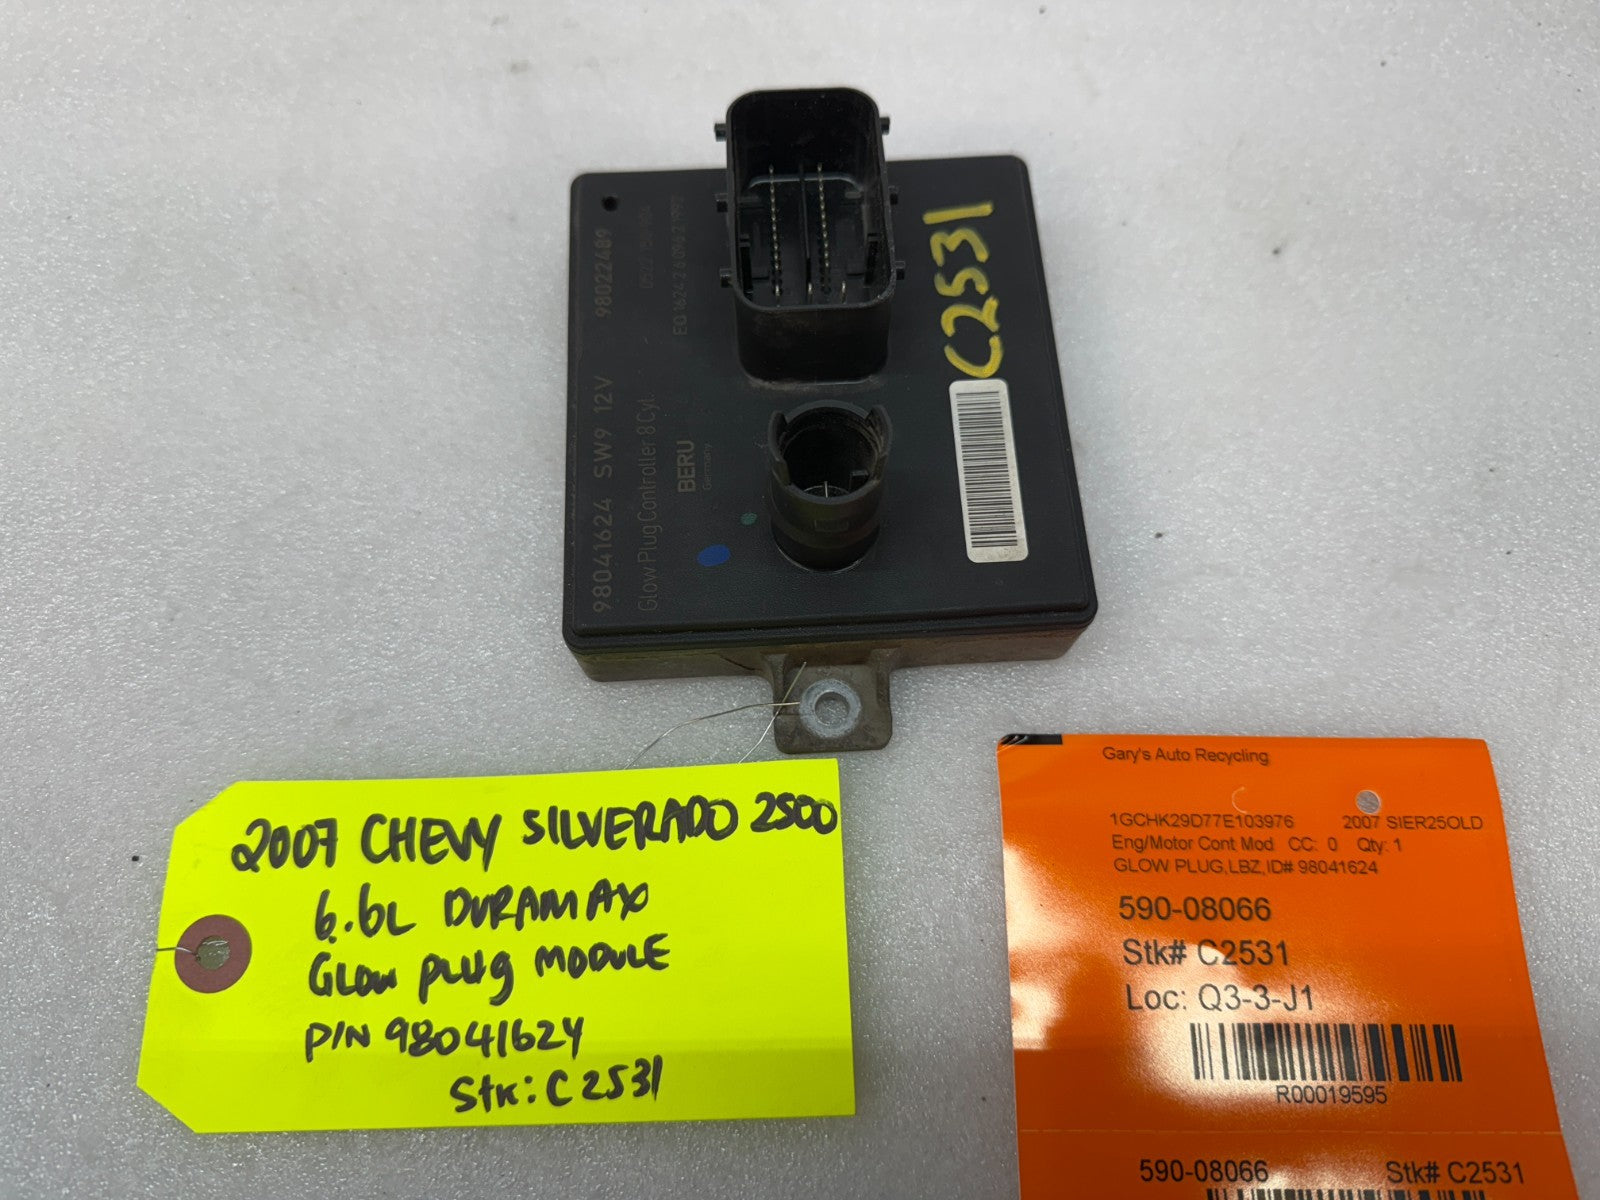 98041624 SW9 12V 98022489
Glow Plug Controller 8 Cyl.
BERU
Germany
C2531
2007 CHEVY SILVERADO 2500
6.6L DURAMAX
GLOW PLUG MODULE
P/N 98041624
Stk: C2531
Gary's Auto Recycling
1GCHK29D77E103976 2007 SIER25OLD
Eng/Motor Cont Mod CC: 0 Qty: 1
GLOW PLUG,LBZ,ID# 98041624
590-08066
Stk# C2531
Loc: Q3-3-J1
R00019595
590-08066 Stk# C2531